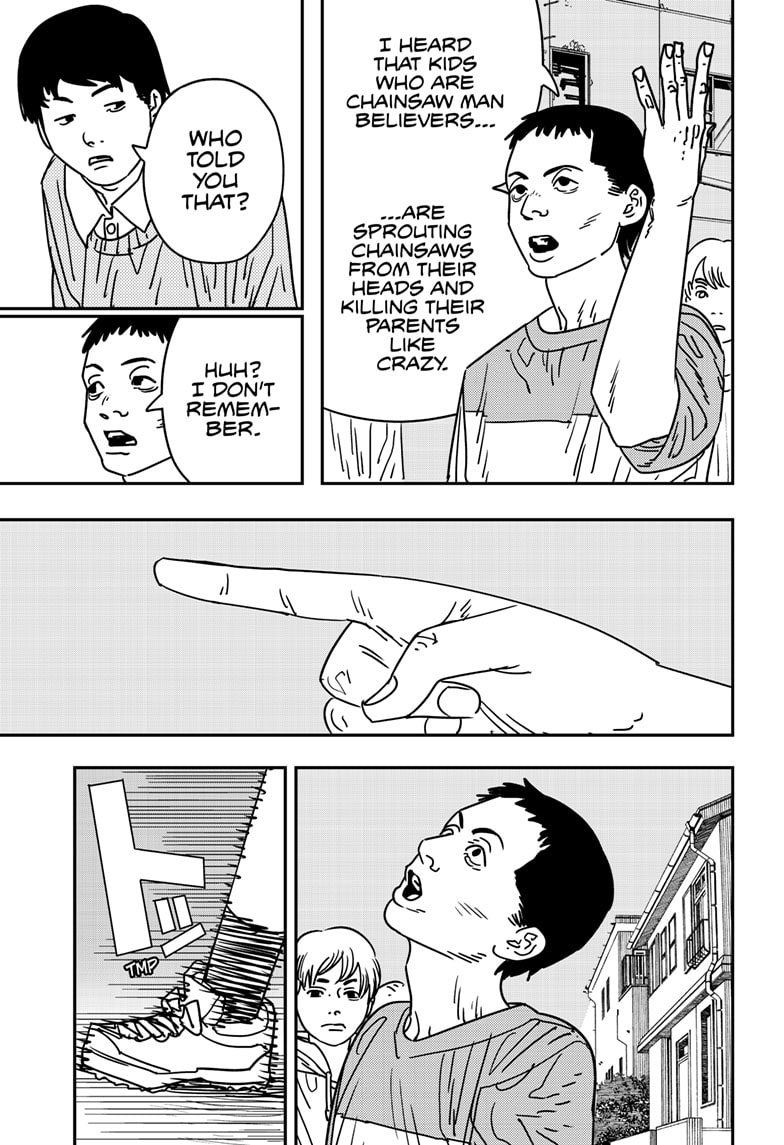 I HEARD
THAT KIDS
WHO ARE
CHAINSAW MAN
BELIEVERS...
...ARE
SPROUTING
CHAINSAWS
FROM THEIR
HEADS AND
KILLING THEIR
PARENTS
LIKE
CRAZY.
WHO
TOLD
YOU
THAT?
HUH?
I DON'T
REMEM-
BER.
ド
TMP